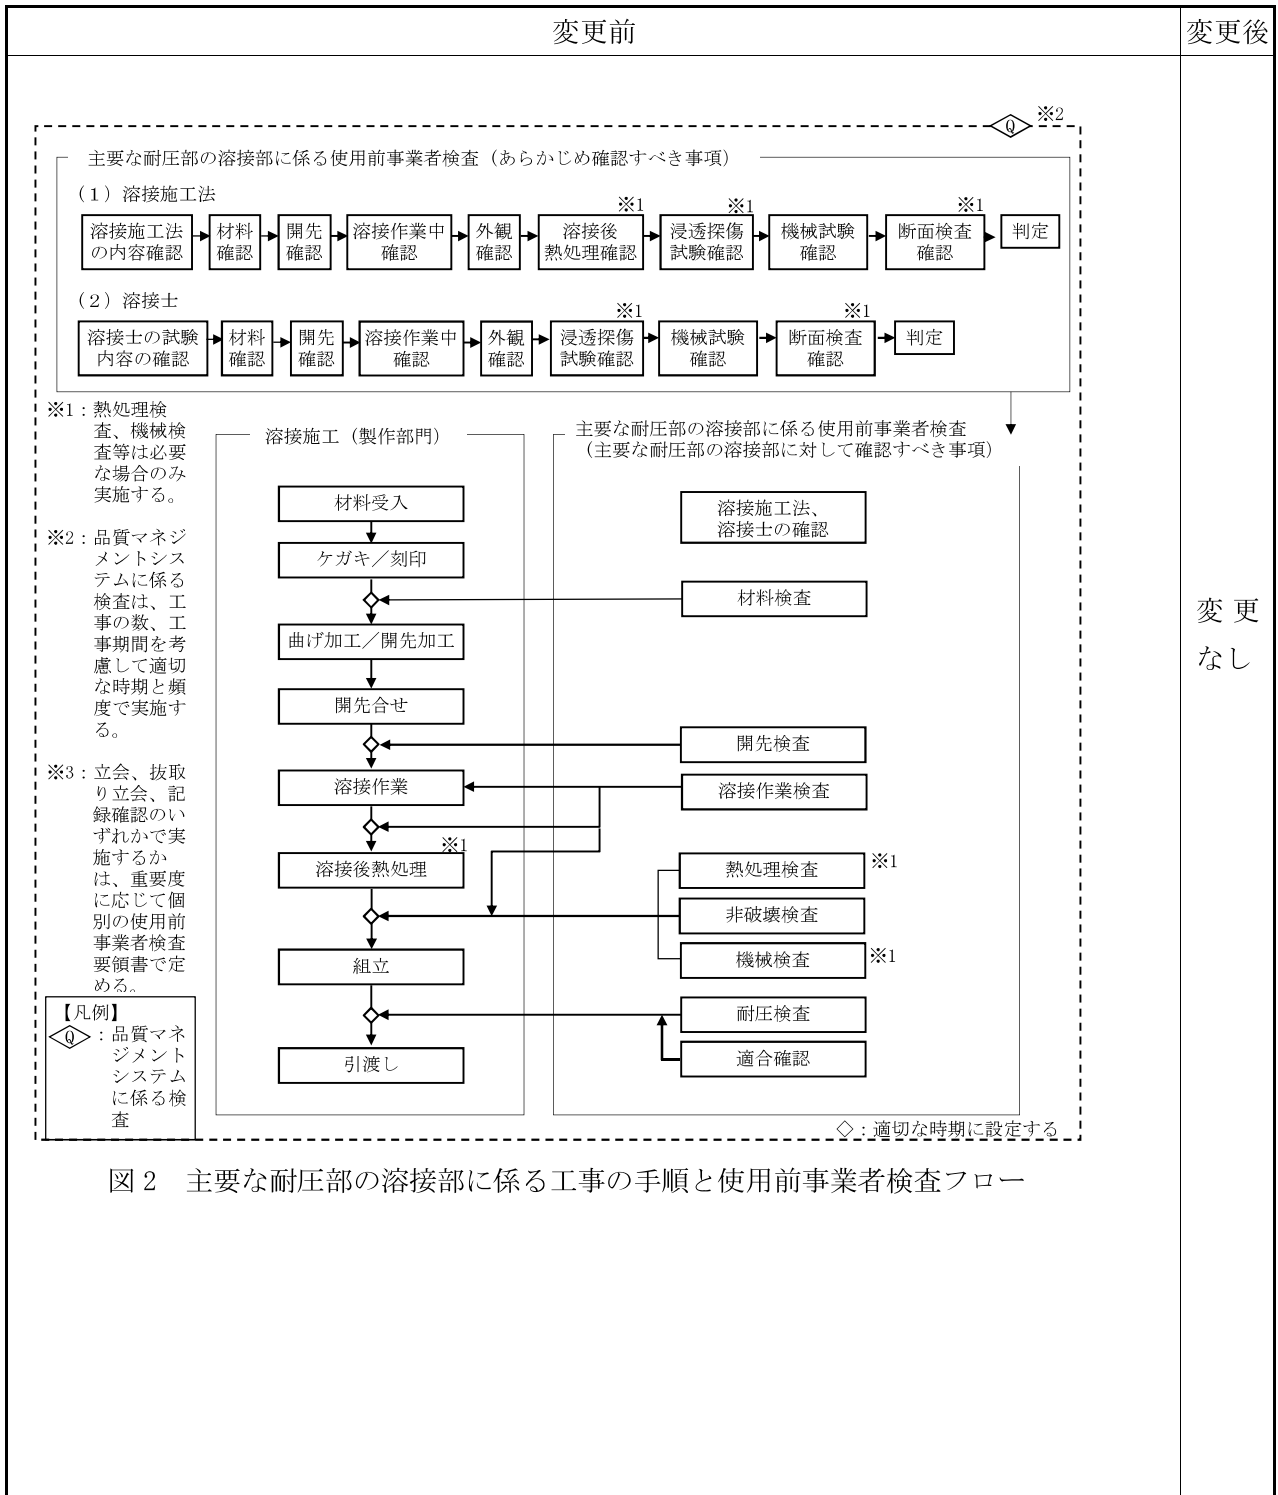 変更前
変更後
Q
※2
主要な耐圧部の溶接部に係る使用前事業者検査（あらかじめ確認すべき事項）
（１）溶接施工法
※1
※1
※1
溶接施工法
の内容確認
材料
確認
開先
確認
溶接作業中
確認
外観
確認
溶接後
熱処理確認
浸透探傷
試験確認
機械試験
確認
断面検査
確認
判定
（２）溶接士
※1
※1
溶接士の試験
内容の確認
材料
確認
開先
確認
溶接作業中
確認
外観
確認
浸透探傷
試験確認
機械試験
確認
断面検査
確認
判定
※1：熱処理検
査、機械検
査等は必要
な場合のみ
実施する。
※2：品質マネジ
メントシス
テムに係る
検査は、工
事の数、工
事期間を考
慮して適切
な時期と頻
度で実施す
る。
※3：立会、抜取
り立会、記
録確認のい
ずれかで実
施するか
は、重要度
に応じて個
別の使用前
事業者検査
要領書で定
める。
【凡例】
Q：品質マネ
ジメント
システム
に係る検
査
溶接施工（製作部門）
材料受入
ケガキ／刻印
曲げ加工／開先加工
開先合せ
溶接作業
※1
溶接後熱処理
組立
引渡し
主要な耐圧部の溶接部に係る使用前事業者検査
（主要な耐圧部の溶接部に対して確認すべき事項）
溶接施工法、
溶接士の確認
材料検査
開先検査
溶接作業検査
熱処理検査
※1
非破壊検査
機械検査
※1
耐圧検査
適合確認
◇：適切な時期に設定する
図２　主要な耐圧部の溶接部に係る工事の手順と使用前事業者検査フロー
変更
なし